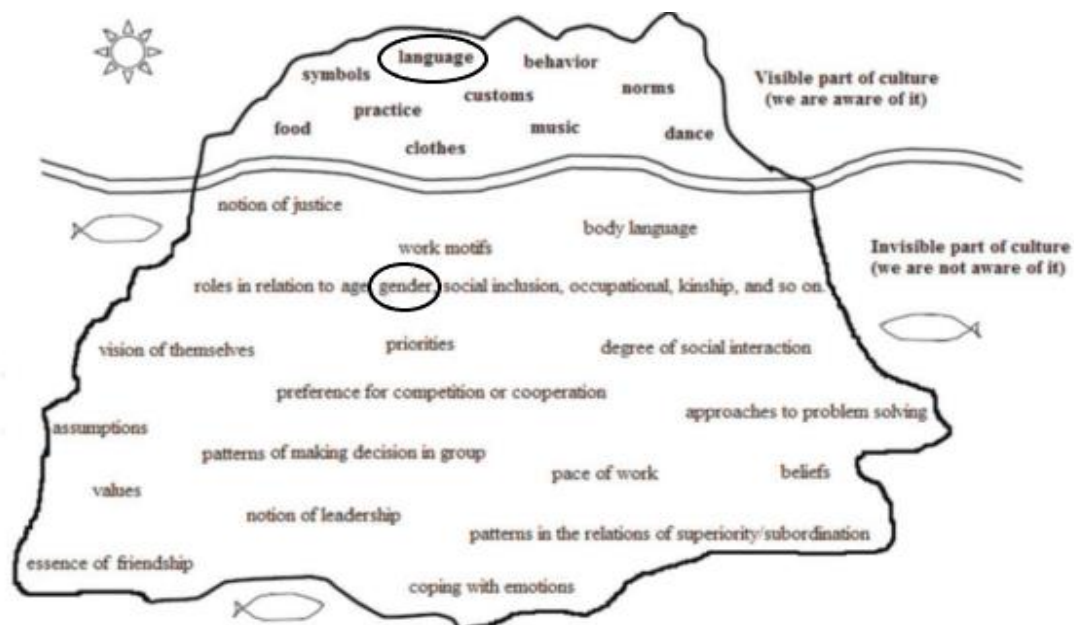 language
behavior
symbols
customs
norms
practice
food
music
dance
clothes
Visible part of culture
(we are aware of it)
notion of justice
body language
work motifs
Invisible part of culture
(we are not aware of it)
roles in relation to age, gender, social inclusion, occupational, kinship, and so on
vision of themselves
priorities
degree of social interaction
preference for competition or cooperation
approaches to problem solving
assumptions
patterns of making decision in group
pace of work
beliefs
values
notion of leadership
patterns in the relations of superiority/subordination
essence of friendship
coping with emotions